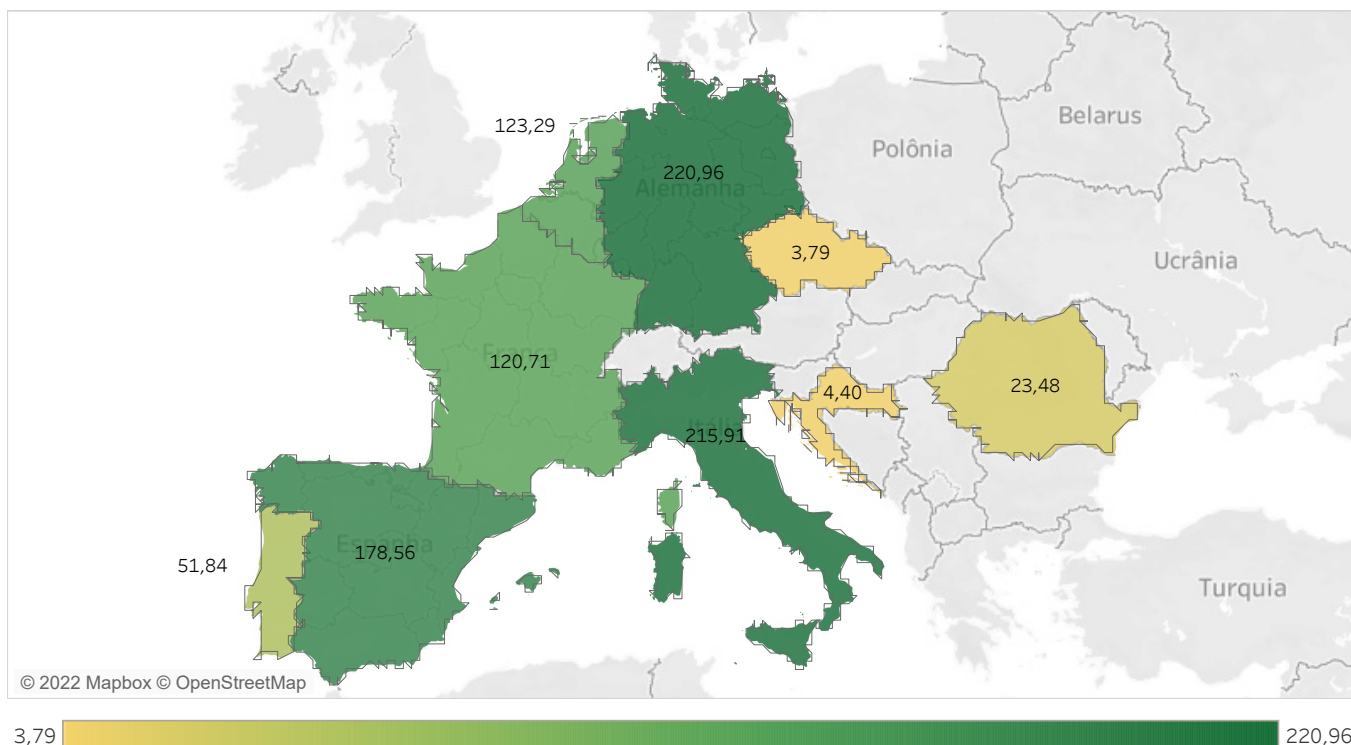 Belarus
123,29
Polônia
220,96
Alemanha
3,79
Ucrânia
França
120,71
23,48
4,40
Itália
215,91
Espanha
178,56
51,84
Turquia
© 2022 Mapbox © OpenStreetMap
3,79
220,96